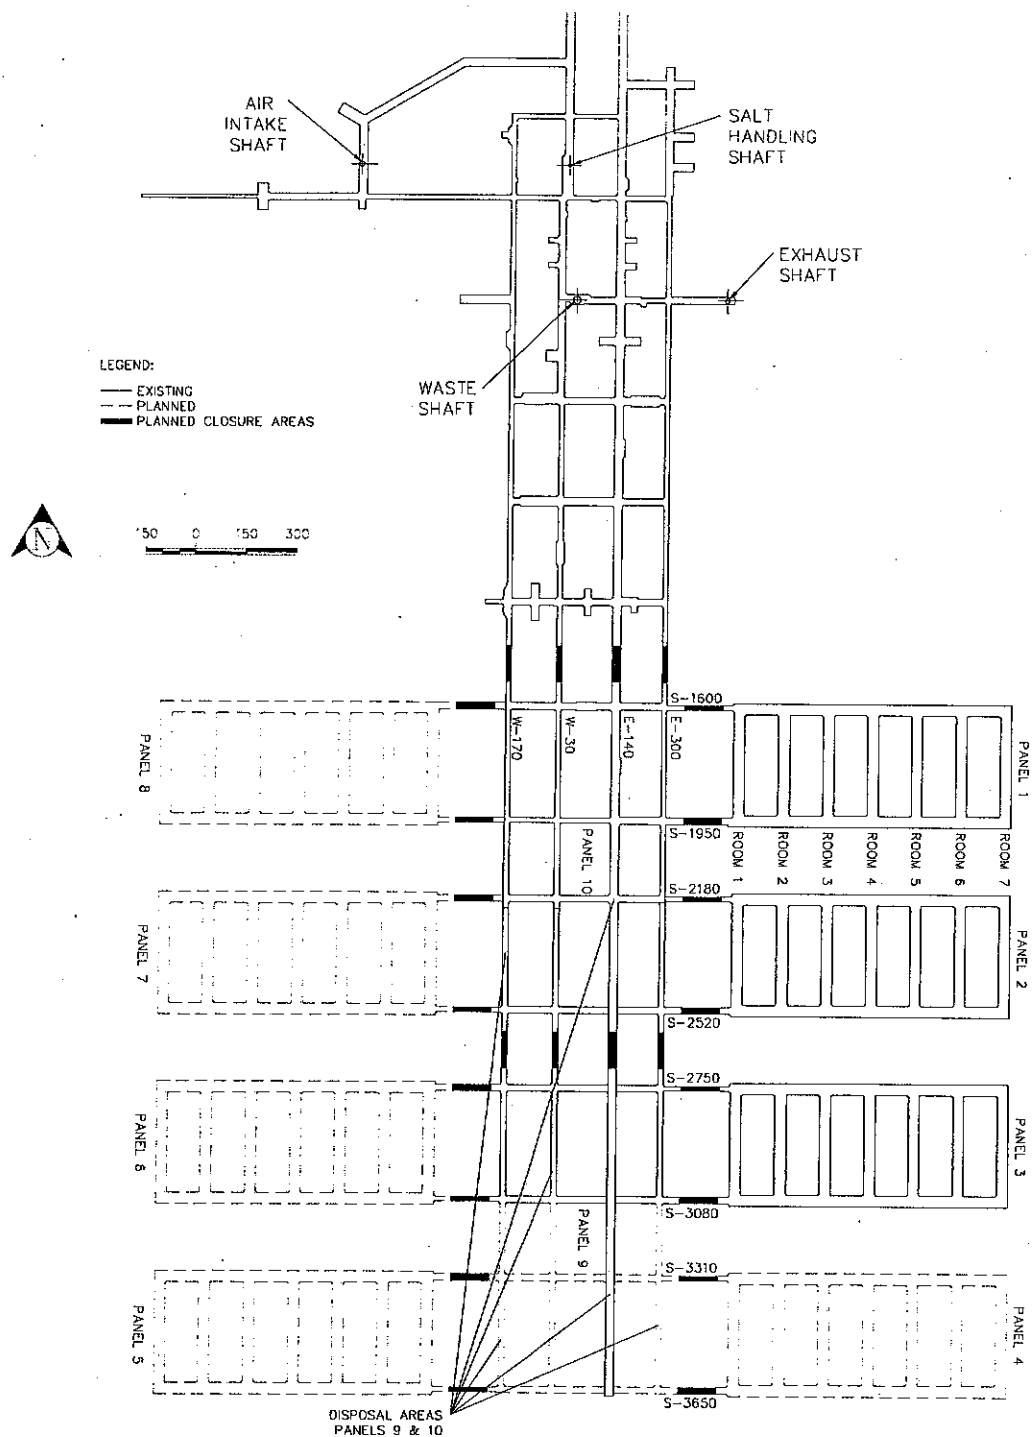 AIR
INTAKE
SHAFT
SALT
HANDLING
SHAFT
EXHAUST
SHAFT
WASTE
SHAFT
LEGEND:
EXISTING
PLANNED
PLANNED CLOSURE AREAS
N
150 0 150 300
S-1600
W-170
W-30
E-140
E-300
PANEL 8
PANEL 1
S-1950
ROOM 1
ROOM 2
ROOM 3
ROOM 4
ROOM 5
ROOM 6
ROOM 7
PANEL 10
S-2180
PANEL 7
PANEL 2
S-2520
S-2750
PANEL 6
PANEL 3
S-3080
PANEL 9
S-3310
PANEL 5
PANEL 4
S-3650
DISPOSAL AREAS
PANELS 9 & 10